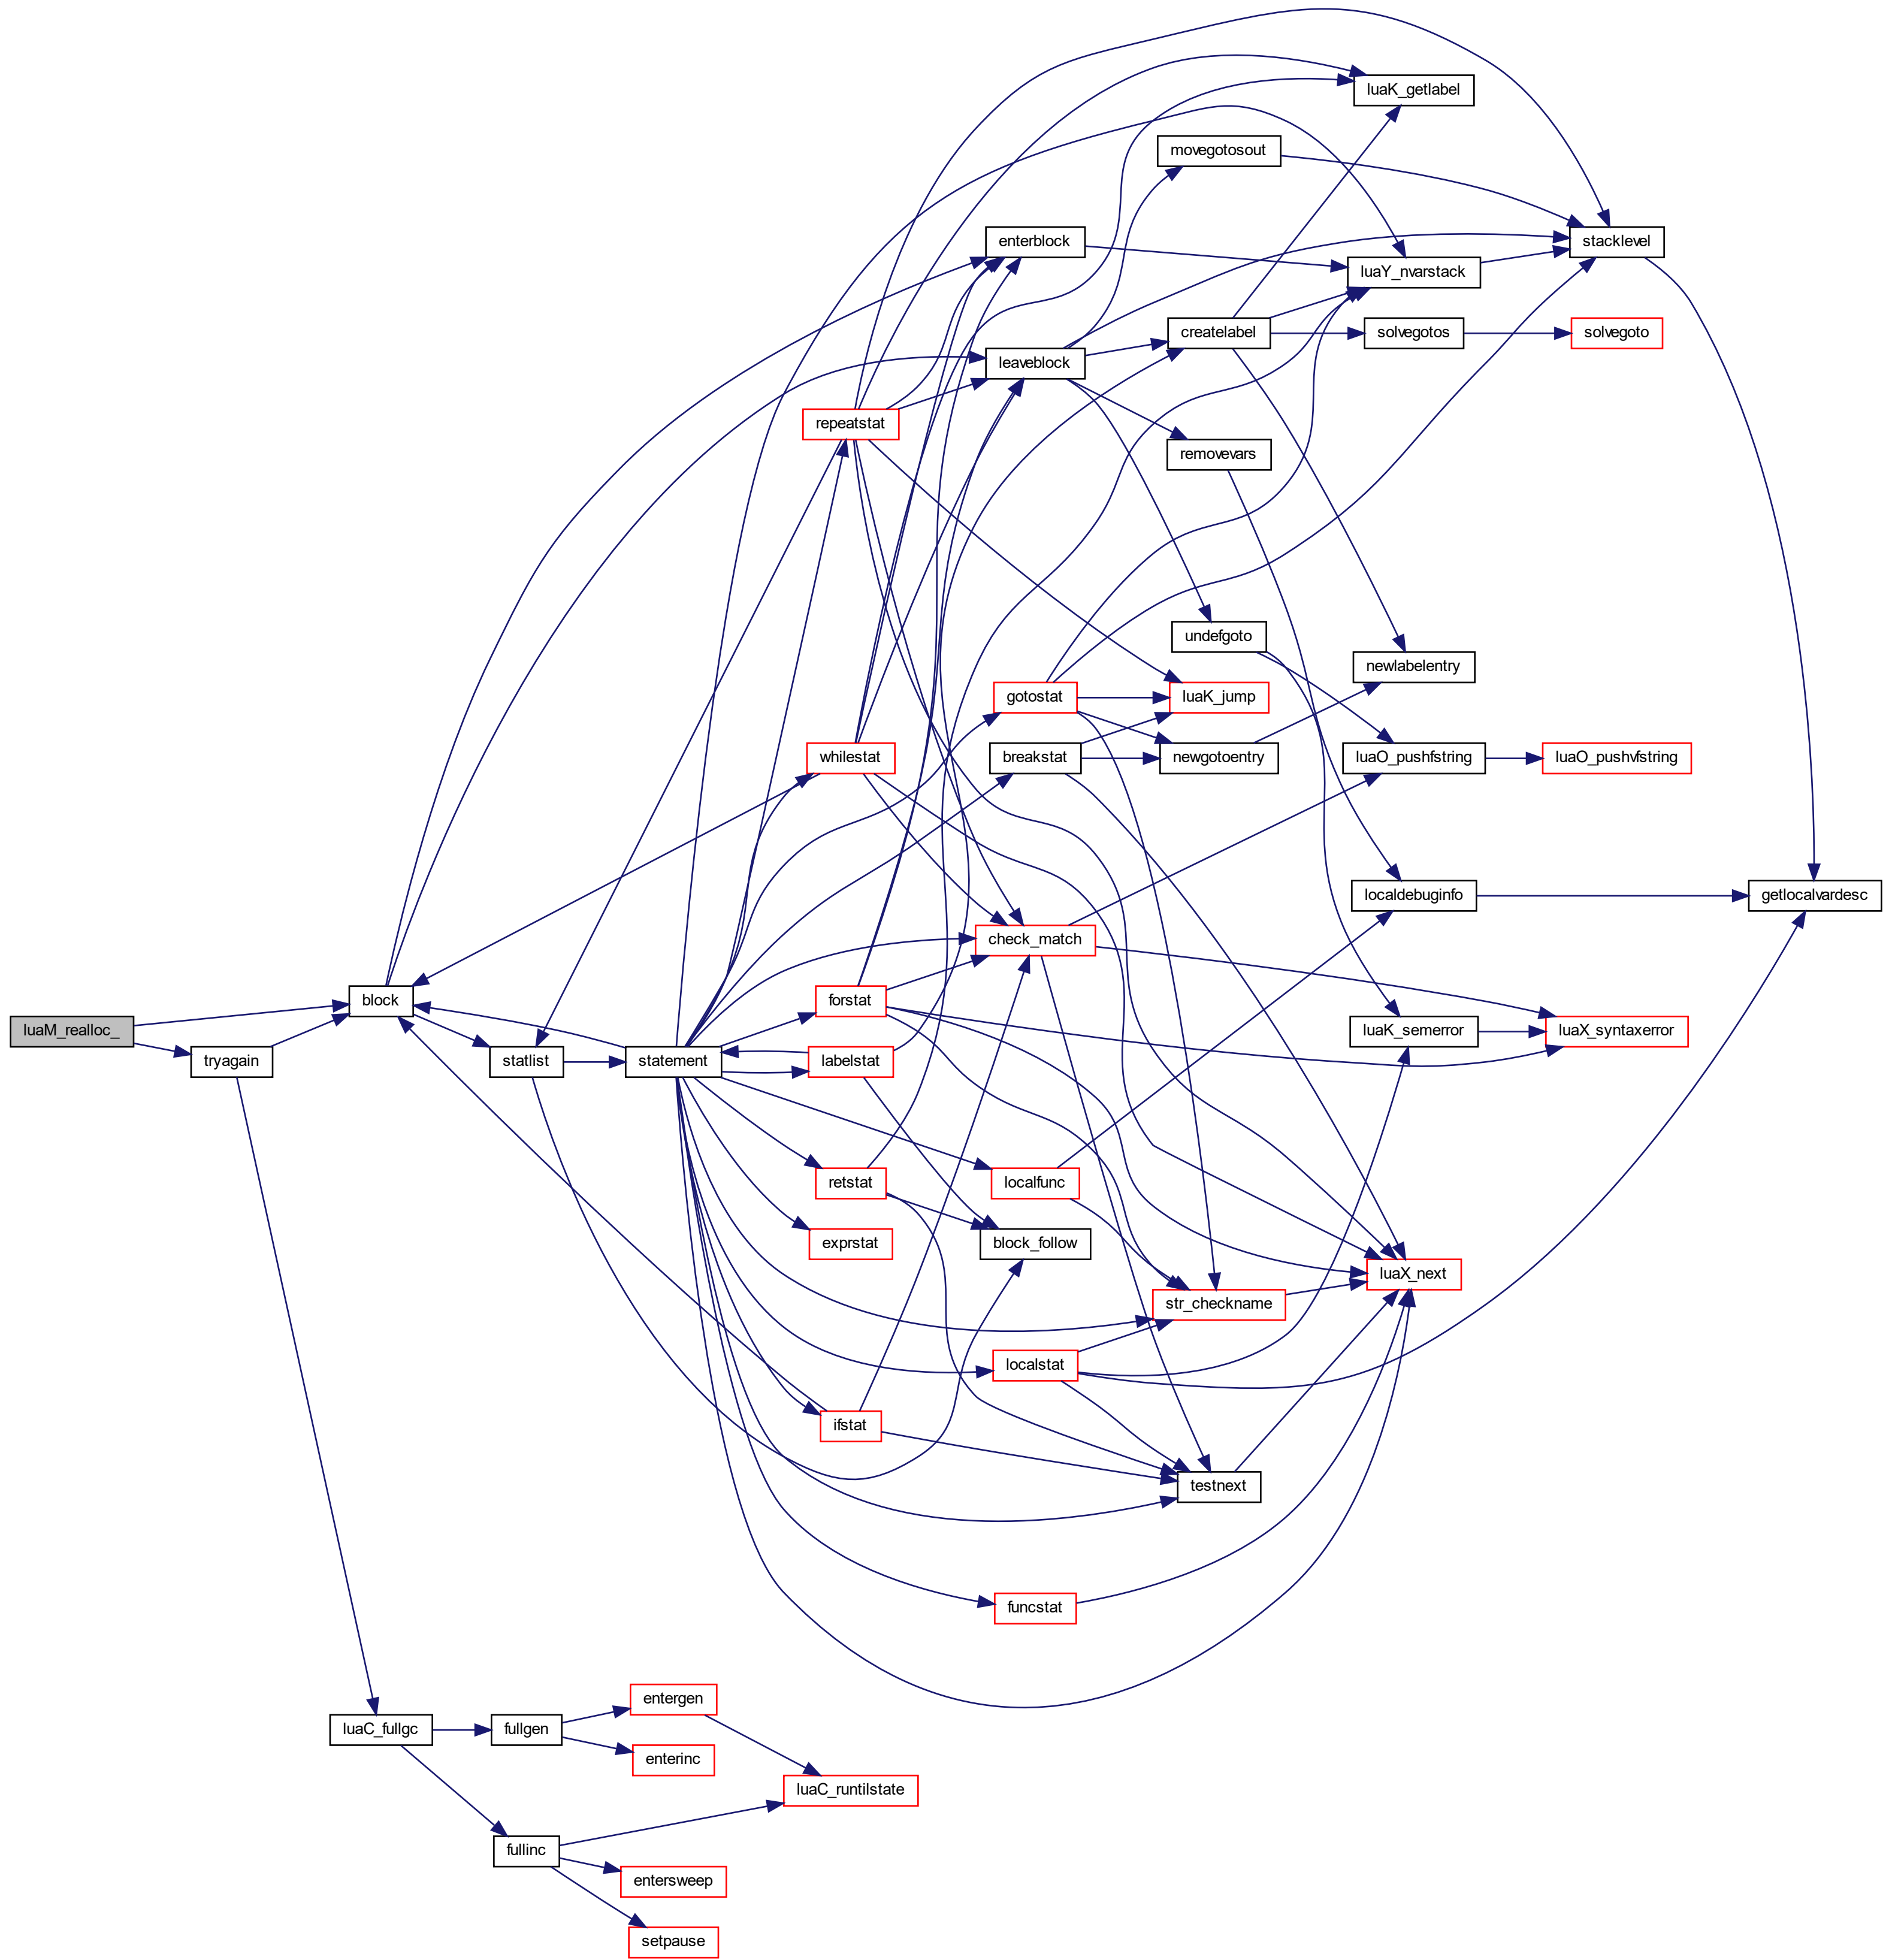 luaK_getlabel
movegotosout
enterblock
stacklevel
luaY_nvarstack
createlabel
solvegotos
solvegoto
leaveblock
repeatstat
removevars
undefgoto
newlabelentry
gotostat
luaK_jump
whilestat
breakstat
newgotoentry
luaO_pushfstring
luaO_pushvfstring
localdebuginfo
getlocalvardesc
check_match
block
forstat
luaM_realloc_
luaK_semerror
luaX_syntaxerror
tryagain
statlist
statement
labelstat
retstat
localfunc
exprstat
block_follow
luaX_next
str_checkname
localstat
ifstat
testnext
funcstat
entergen
luaC_fullgc
fullgen
enterinc
luaC_runtilstate
fullinc
entersweep
setpause